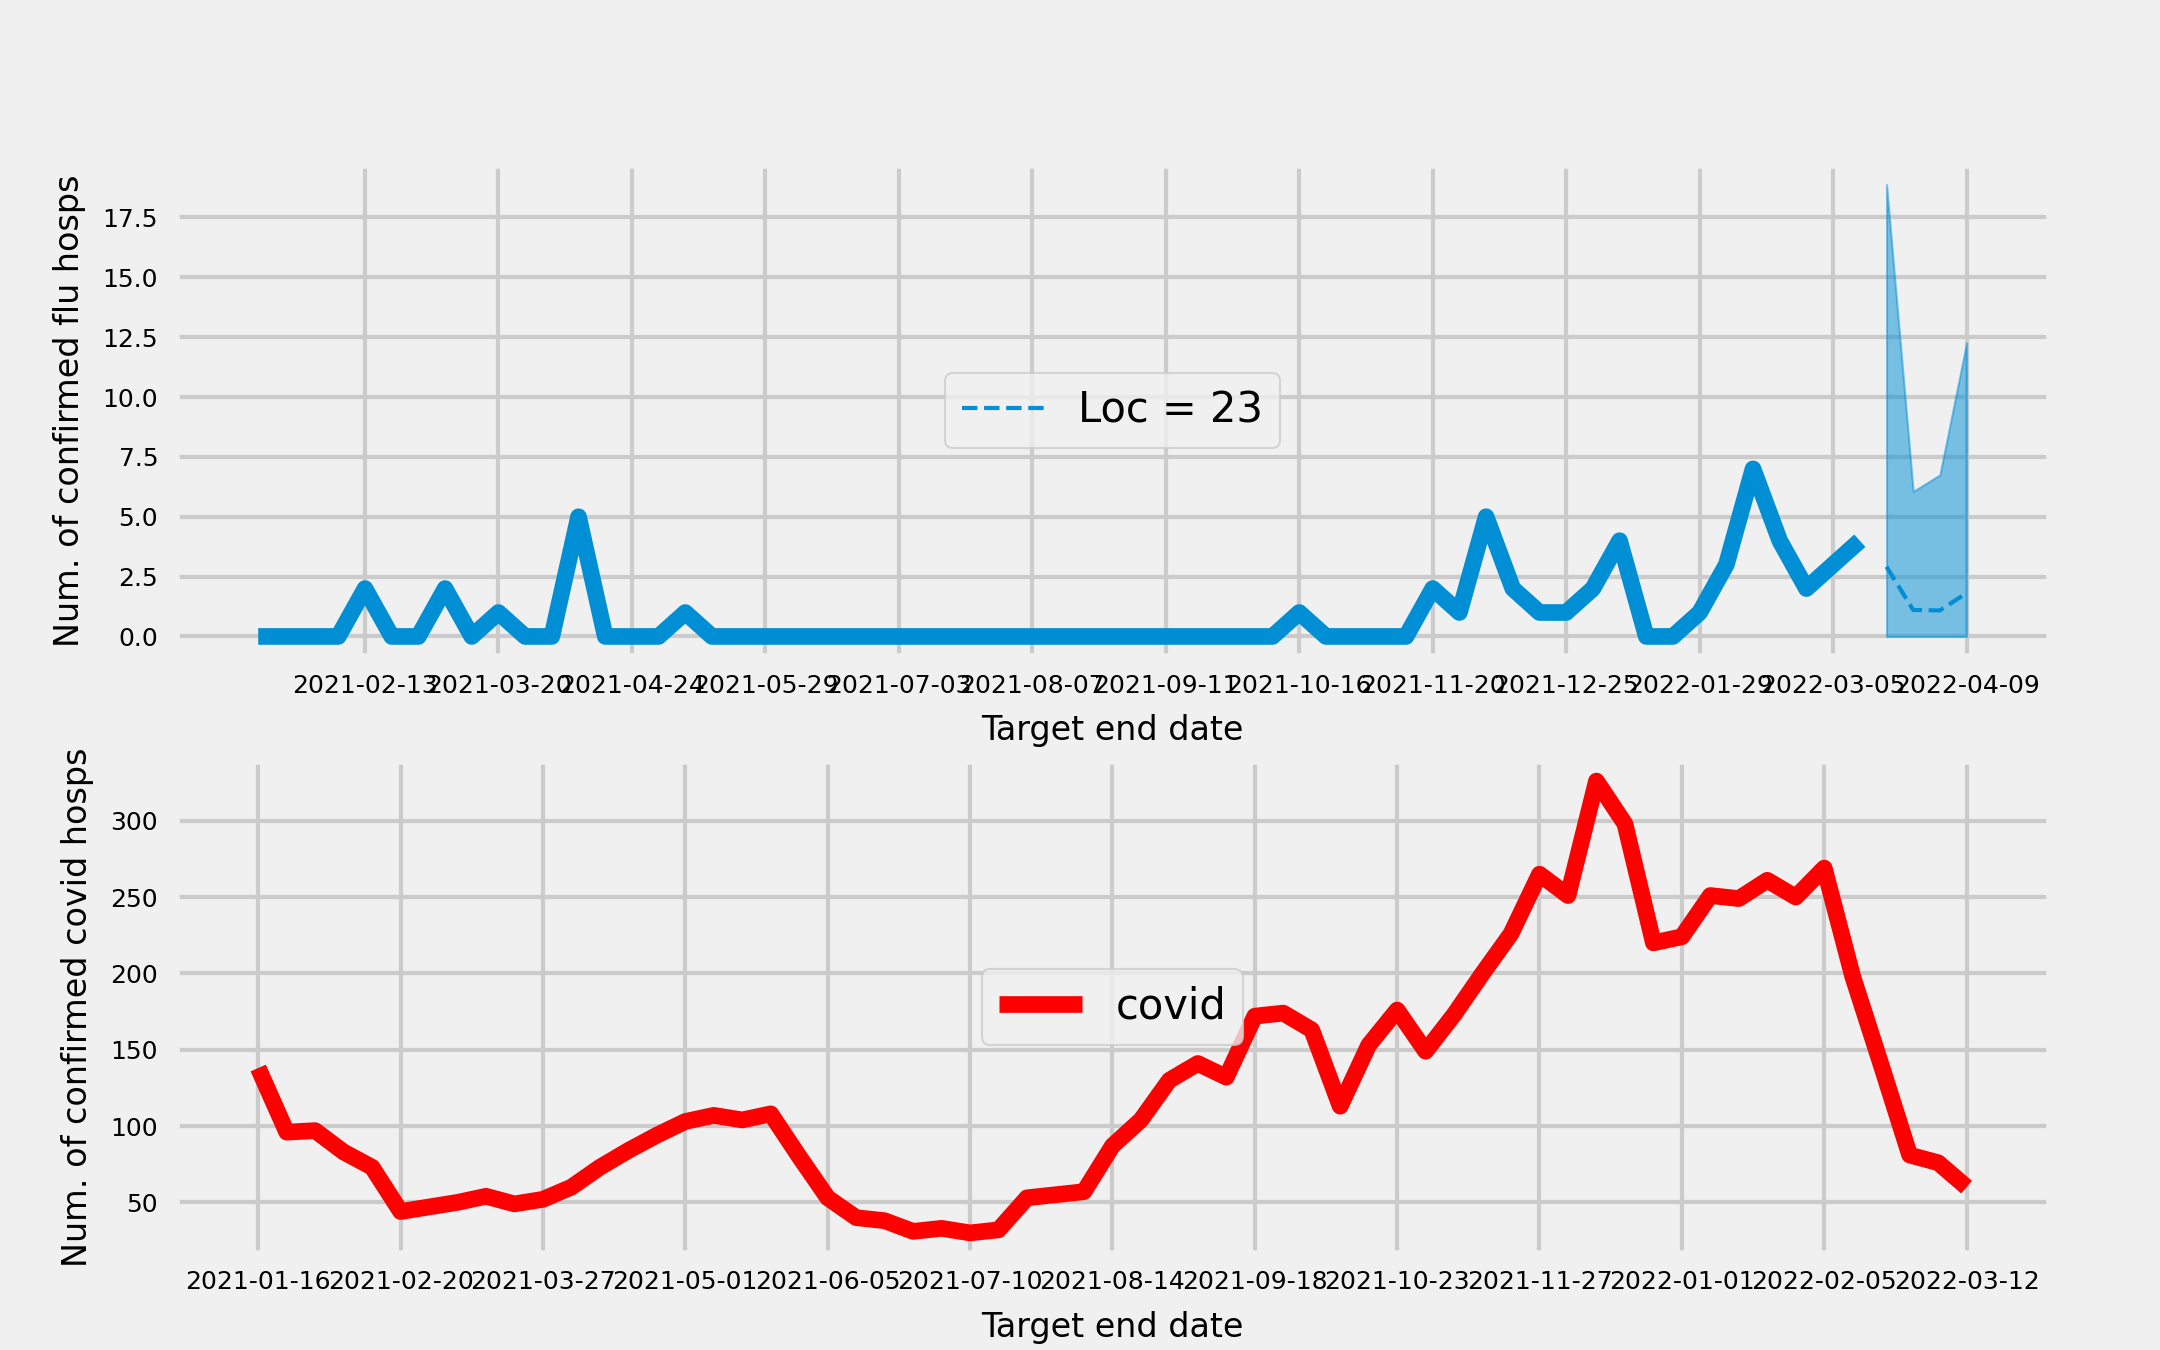 Num. of confirmed flu hosps
17.5
15.0
12.5
10.0
7.5
5.0
2.5
0.0
Loc = 23
2021-02-13 2021-03-20 2021-04-24 2021-05-29 2021-07-03 2021-08-07 2021-09-11 2021-10-16 2021-11-20 2021-12-25 2022-01-29 2022-03-05 2022-04-09
Target end date
Num. of confirmed covid hosps
300
250
200
150
100
50
covid
2021-01-16 2021-02-20 2021-03-27 2021-05-01 2021-06-05 2021-07-10 2021-08-14 2021-09-18 2021-10-23 2021-11-27 2022-01-01 2022-02-05 2022-03-12
Target end date